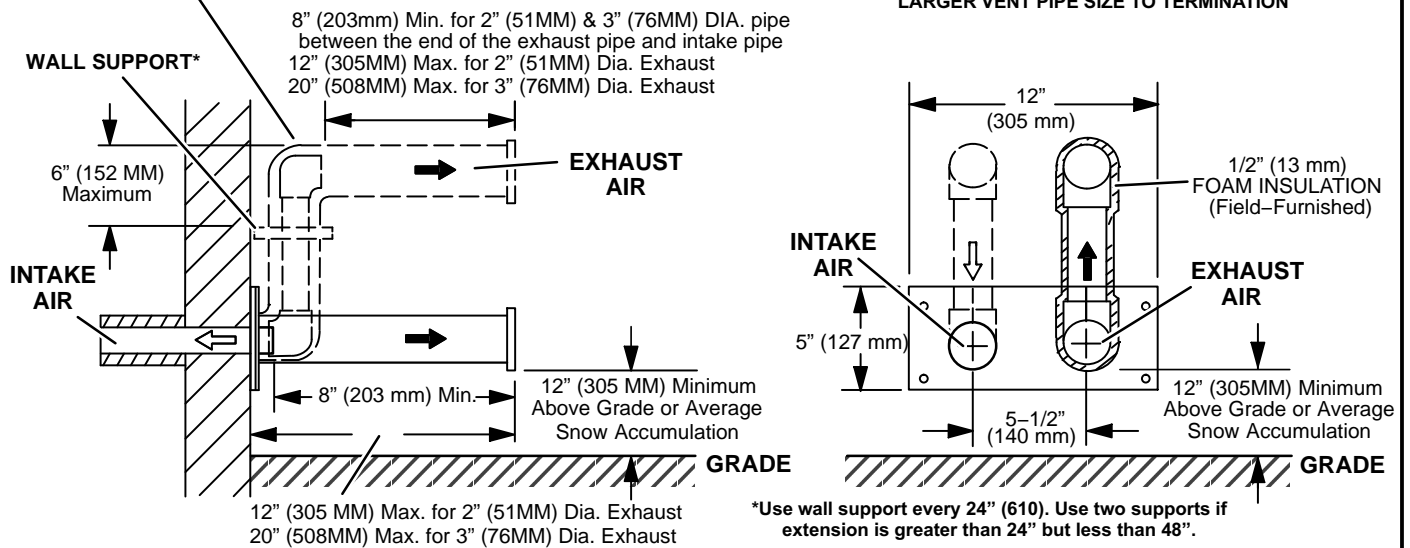 LARGER VENT PIPE SIZE TO TERMINATION
8” (203mm) Min. for 2” (51MM) & 3” (76MM) DIA. pipe
between the end of the exhaust pipe and intake pipe
12” (305MM) Max. for 2” (51MM) Dia. Exhaust
20” (508MM) Max. for 3” (76MM) Dia. Exhaust
WALL SUPPORT*
6” (152 MM)
Maximum
EXHAUST
AIR
INTAKE
AIR
8” (203 mm) Min.
12” (305 MM) Minimum
Above Grade or Average
Snow Accumulation
GRADE
12” (305 MM) Max. for 2” (51MM) Dia. Exhaust
20” (508MM) Max. for 3” (76MM) Dia. Exhaust
12”
(305 mm)
1/2” (13 mm)
FOAM INSULATION
(Field–Furnished)
INTAKE
AIR
EXHAUST
AIR
5” (127 mm)
5–1/2”
(140 mm)
12” (305MM) Minimum
Above Grade or Average
Snow Accumulation
GRADE
*Use wall support every 24” (610). Use two supports if
extension is greater than 24” but less than 48”.